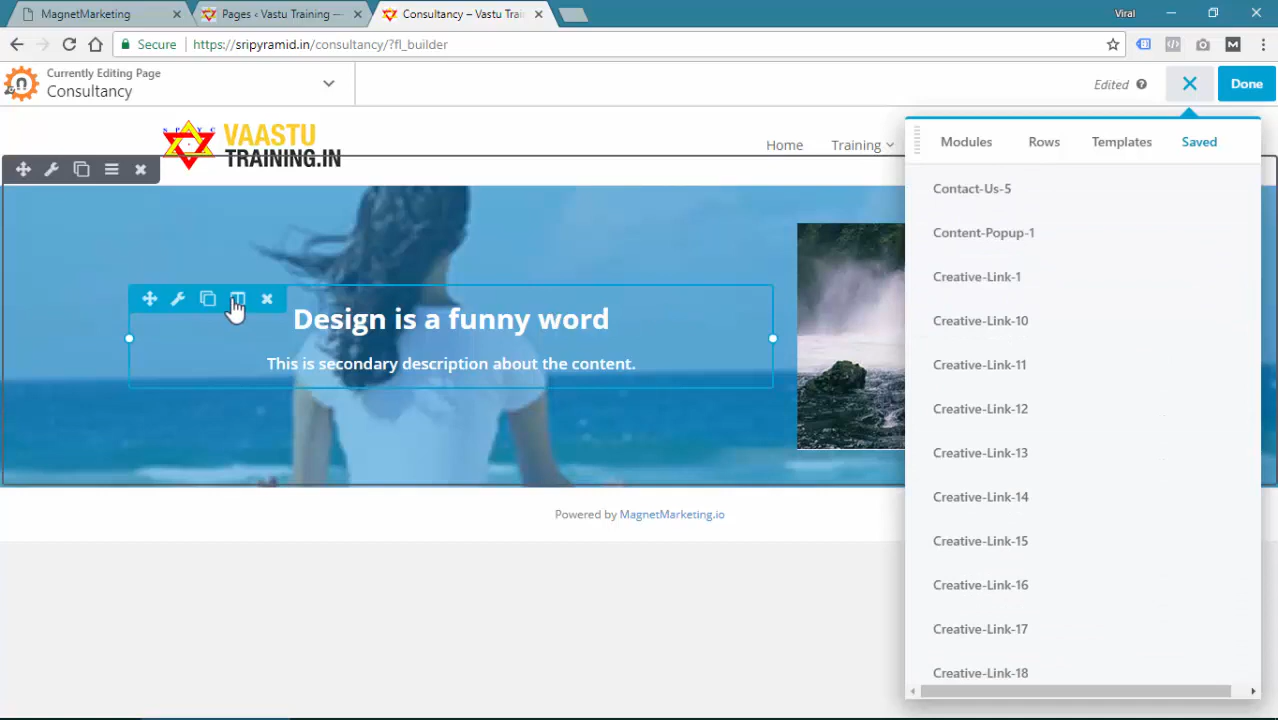 MagnetMarketing
Pages ‹ Vastu Training —
Consultancy – Vastu Trai
Viral
Secure
https://sripyramid.in/consultancy/?fl_builder
Currently Editing Page
Consultancy
Edited
Done
S P Y C
VAASTU
TRAINING.IN
Home
Training
Modules
Rows
Templates
Saved
Contact-Us-5
Content-Popup-1
Creative-Link-1
Creative-Link-10
Creative-Link-11
Creative-Link-12
Creative-Link-13
Creative-Link-14
Creative-Link-15
Creative-Link-16
Creative-Link-17
Creative-Link-18
Design is a funny word
This is secondary description about the content.
Powered by MagnetMarketing.io